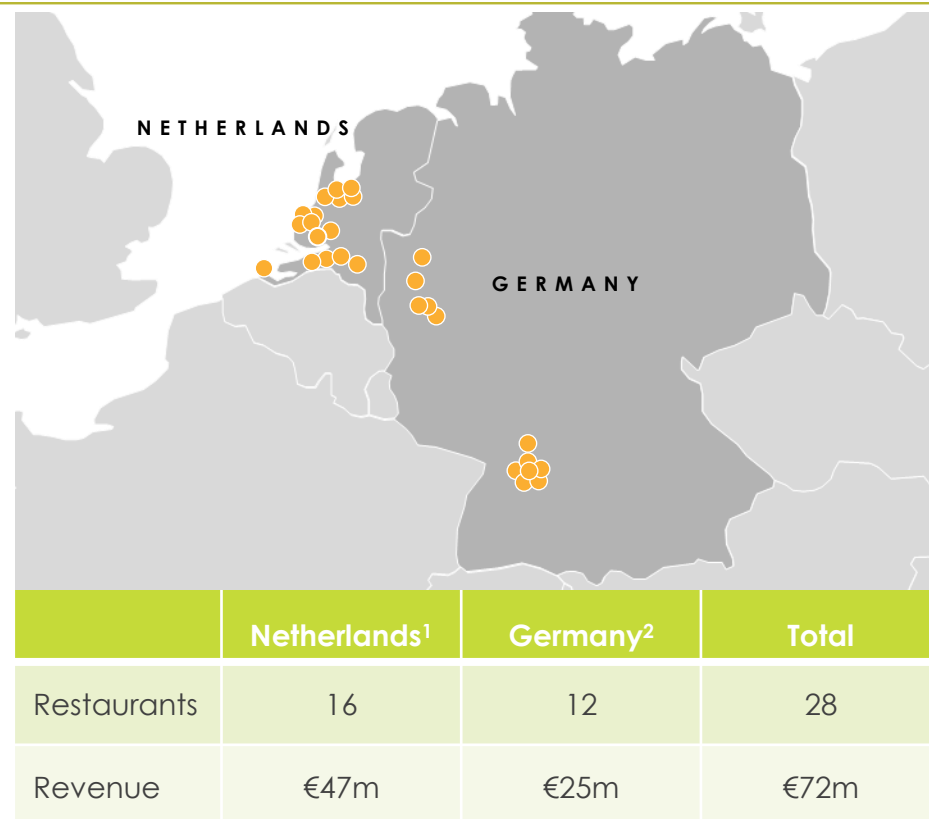 NETHERLANDS
GERMANY
Netherlands¹ Germany² Total
Restaurants 16 12 28
Revenue €47m €25m €72m